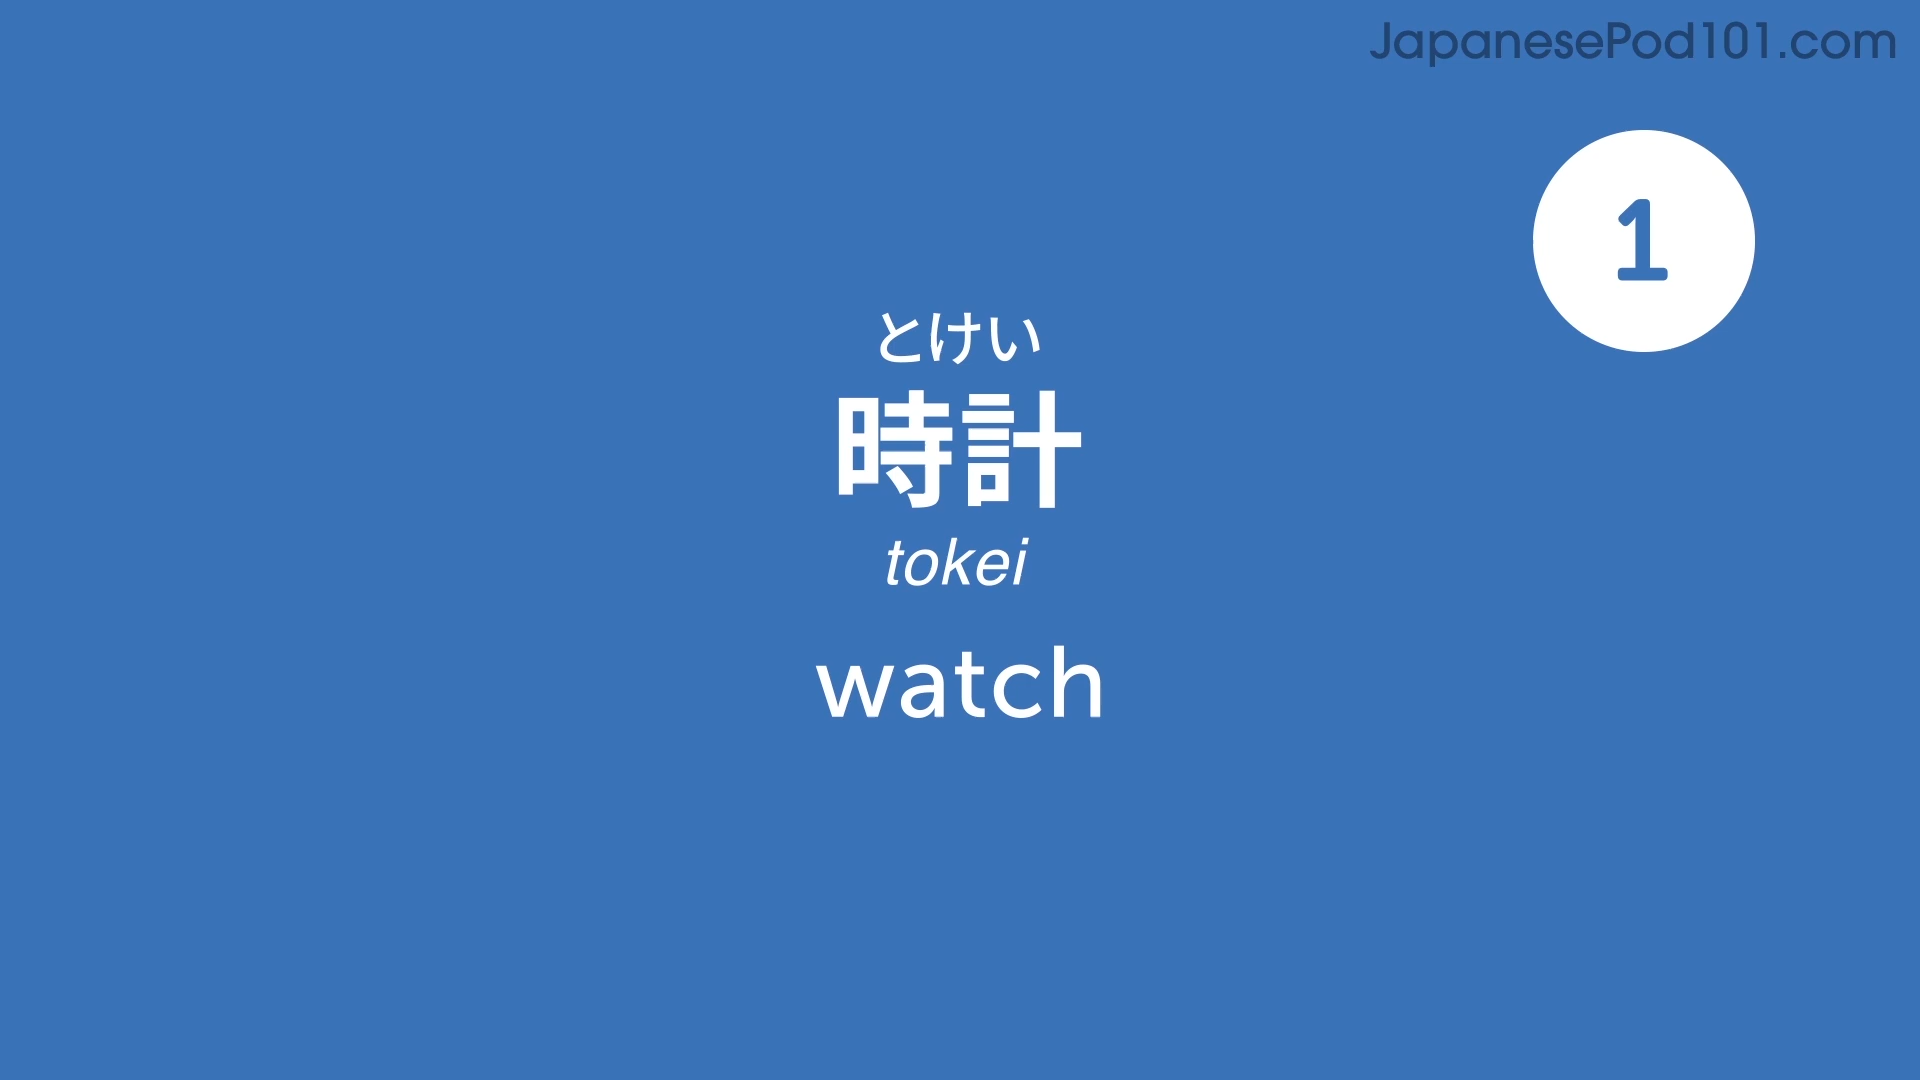 JapanesePod101.com
1
とけい
時計
tokei
watch